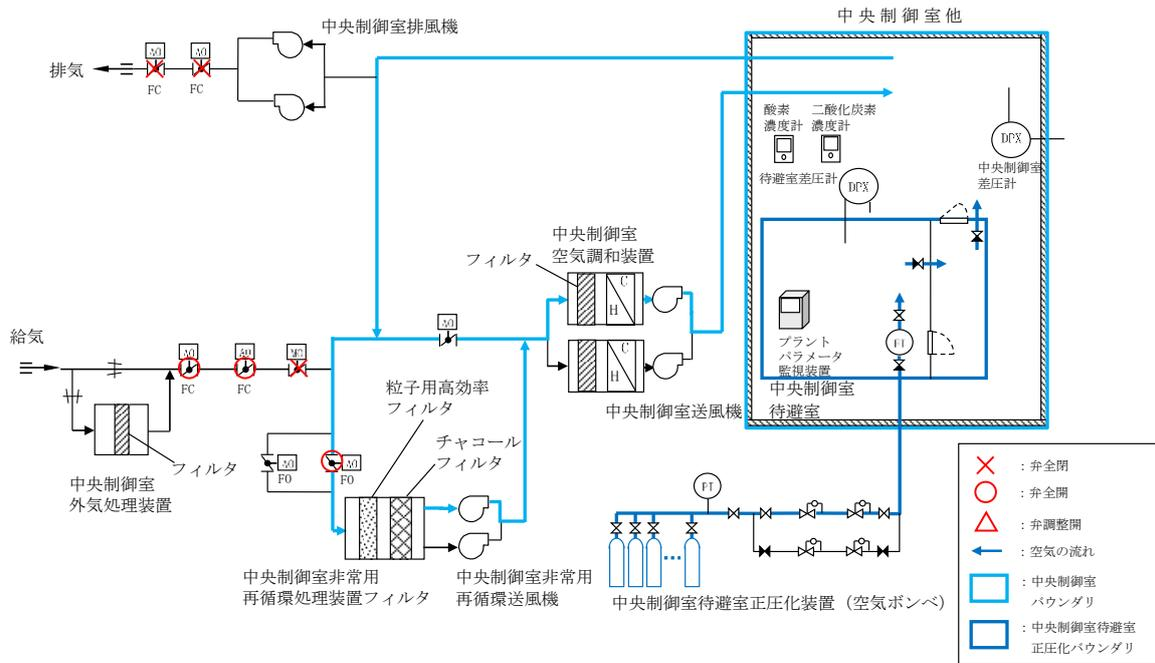 中央制御室他
中央制御室排風機
AO
AO
排気
FC
FC
酸素
濃度計
二酸化炭素
濃度計
DPX
中央制御室
差圧計
待避室差圧計
DPX
中央制御室
空気調和装置
フィルタ
C
H
給気
AO
AO
MO
AO
FI
プラント
パラメータ
監視装置
C
H
FC
FC
粒子用高効率
フィルタ
中央制御室
待避室
中央制御室送風機
チャコール
フィルタ
AO
FO
AO
FO
フィルタ
中央制御室
外気処理装置
PT
：弁全閉
：弁全開
：弁調整開
：空気の流れ
：中央制御室
バウンダリ
：中央制御室待避室
正圧化バウンダリ
中央制御室非常用
再循環処理装置フィルタ
中央制御室非常用
再循環送風機
中央制御室待避室正圧化装置（空気ボンベ）